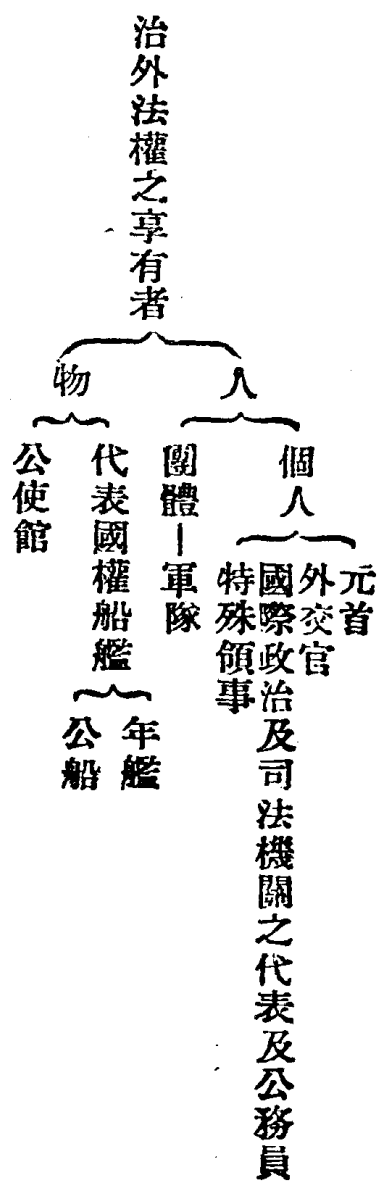 治外法權之享有者
人
個人
元首
外交官
國際政治及司法機關之代表及公務員
特殊領事
團體—軍隊
物
代表國權船艦
年艦
公船
公使館